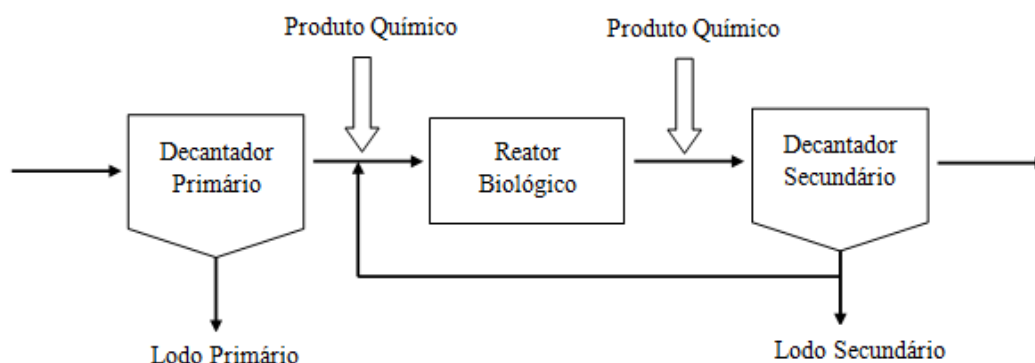 Produto Químico
Produto Químico
Decantador
Primário
Reator
Biológico
Decantador
Secundário
Lodo Primário
Lodo Secundário